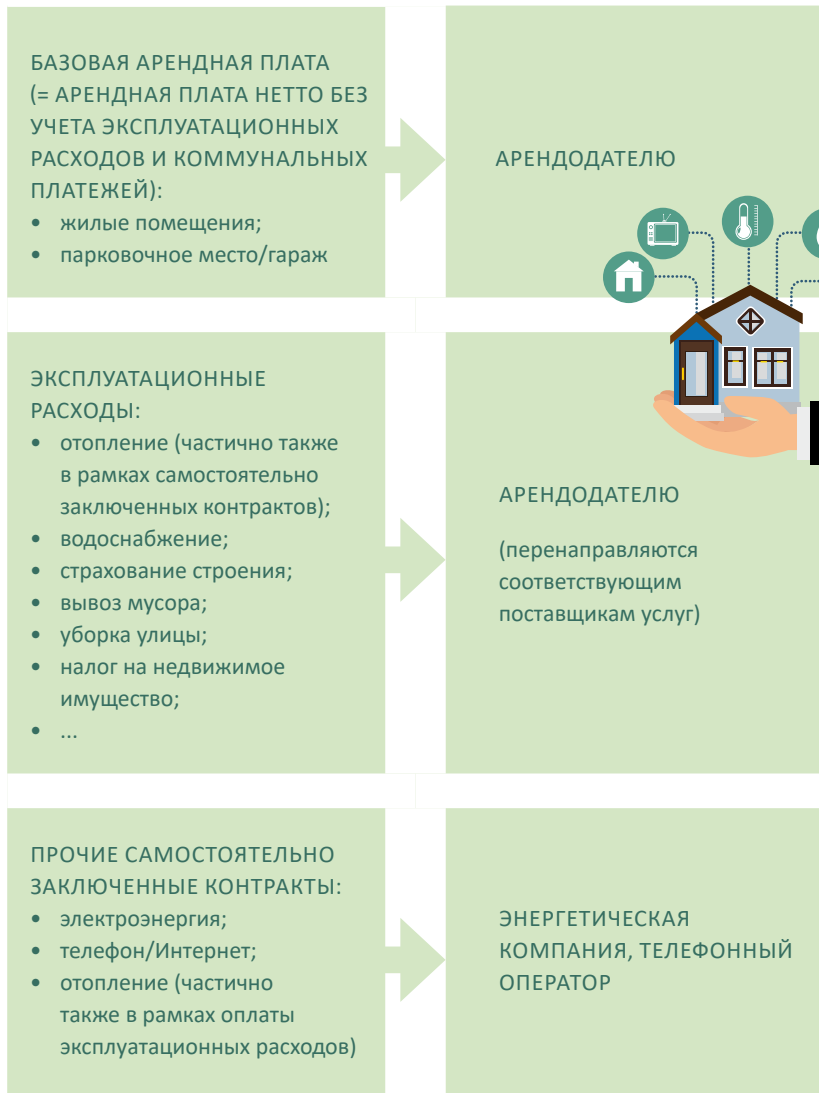 БАЗОВАЯ АРЕНДНАЯ ПЛАТА
(= АРЕНДНАЯ ПЛАТА НЕТТО БЕЗ
УЧЕТА ЭКСПЛУАТАЦИОННЫХ
РАСХОДОВ И КОММУНАЛЬНЫХ
ПЛАТЕЖЕЙ):
• жилые помещения;
• парковочное место/гараж
АРЕНДОДАТЕЛЮ
ЭКСПЛУАТАЦИОННЫЕ
РАСХОДЫ:
• отопление (частично также
в рамках самостоятельно
заключенных контрактов);
• водоснабжение;
• страхование строения;
• вывоз мусора;
• уборка улицы;
• налог на недвижимое
имущество;
• ...
АРЕНДОДАТЕЛЮ
(перенаправляются
соответствующим
поставщикам услуг)
ПРОЧИЕ САМОСТОЯТЕЛЬНО
ЗАКЛЮЧЕННЫЕ КОНТРАКТЫ:
• электроэнергия;
• телефон/Интернет;
• отопление (частично
также в рамках оплаты
эксплуатационных расходов)
ЭНЕРГЕТИЧЕСКАЯ
КОМПАНИЯ, ТЕЛЕФОННЫЙ
ОПЕРАТОР